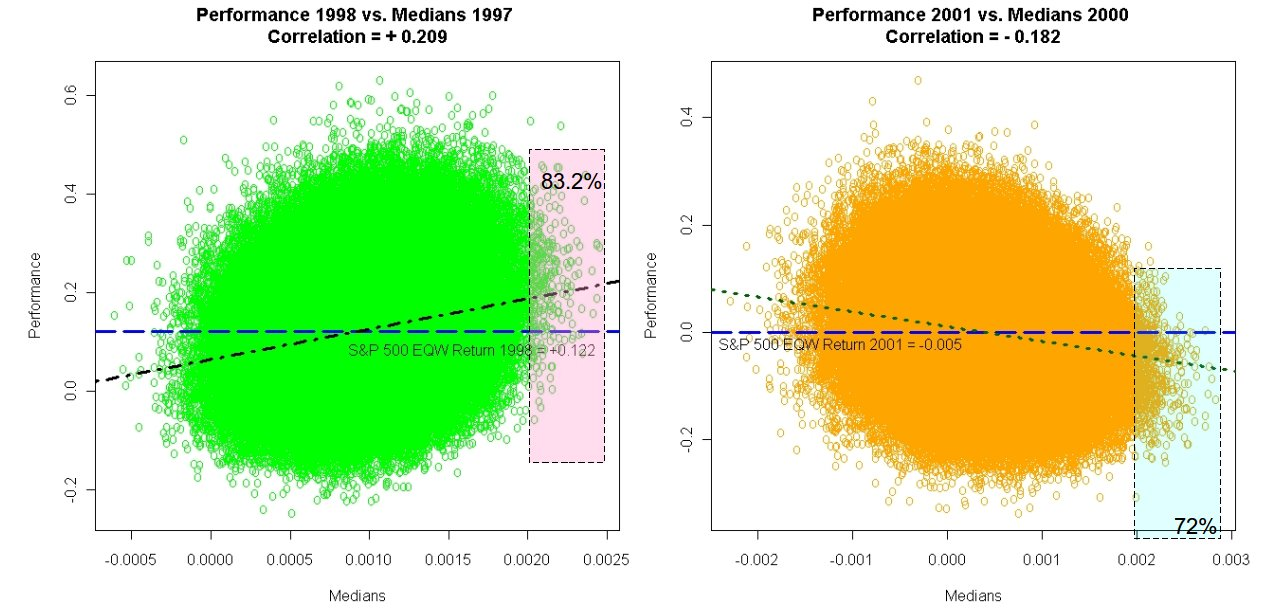 Performance 1998 vs. Medians 1997
Correlation = + 0.209
Performance
0.6
0.4
0.2
0.0
-0.2
83.2%
S&P 500 EQW Return 1998 = +0.122
-0.0005 0.0000 0.0005 0.0010 0.0015 0.0020 0.0025
Medians
Performance 2001 vs. Medians 2000
Correlation = - 0.182
Performance
0.4
0.2
0.0
-0.2
S&P 500 EQW Return 2001 = -0.005
72%
-0.002 -0.001 0.000 0.001 0.002 0.003
Medians